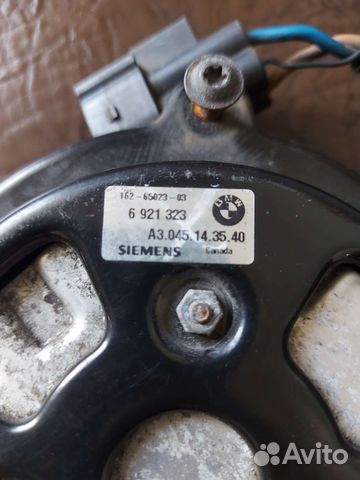 162-65023-03
6 921 323
BMW
A3.045.14.35.40
SIEMENS Canada
Avito